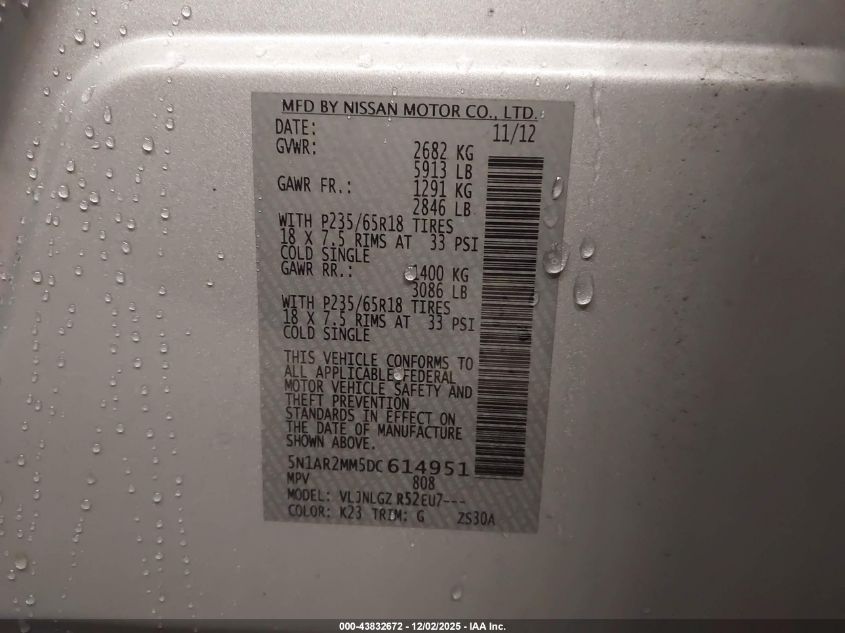 MFD BY NISSAN MOTOR CO., LTD.
DATE: 11/12
GVWR: 2682 KG
5913 LB
GAWR FR.: 1291 KG
2846 LB
WITH P235/65R18 TIRES
18 X 7.5 RIMS AT 33 PSI
COLD SINGLE
GAWR RR.: 1400 KG
3086 LB
WITH P235/65R18 TIRES
18 X 7.5 RIMS AT 33 PSI
COLD SINGLE
THIS VEHICLE CONFORMS TO
ALL APPLICABLE FEDERAL
MOTOR VEHICLE SAFETY AND
THEFT PREVENTION
STANDARDS IN EFFECT ON
THE DATE OF MANUFACTURE
SHOWN ABOVE.
5N1AR2MM5DC614951
MPV 808
MODEL: VLJNLGZ R52EU7---
COLOR: K23 TRIM: G ZS30A
000-43832672 - 12/02/2025 - IAA Inc.